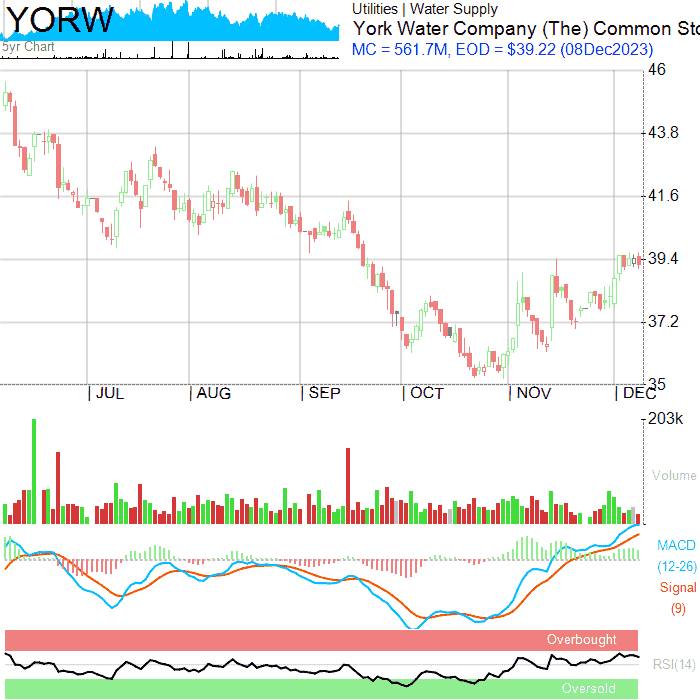 YORW
Utilities | Water Supply
York Water Company (The) Common Sto
5yr Chart
MC = 561.7M, EOD = $39.22 (08Dec2023)
46
43.8
41.6
39.4
37.2
35
JUL AUG SEP OCT NOV DEC
203k
Volume
MACD
(12-26)
Signal
(9)
Overbought
RSI(14)
Oversold